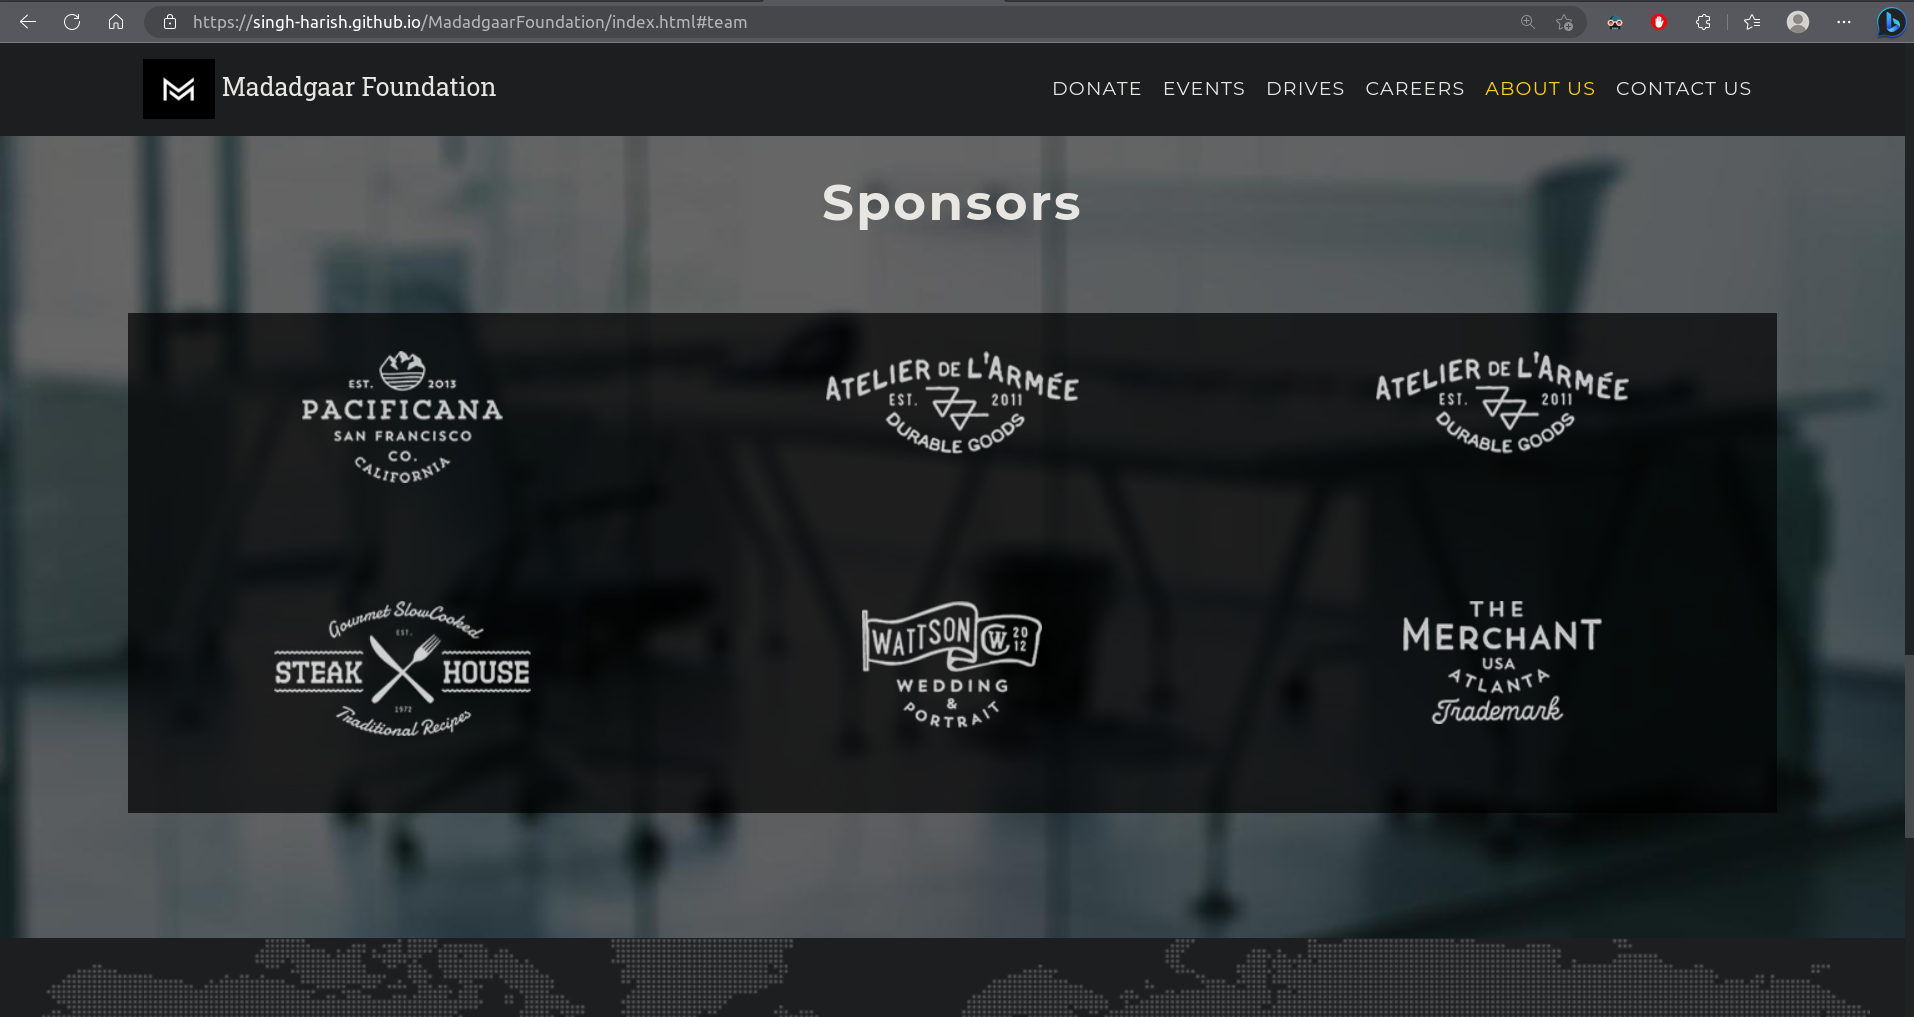 https://singh-harish.github.io/MadadgaarFoundation/index.html#team
Madadgaar Foundation
DONATE EVENTS DRIVES CAREERS ABOUT US CONTACT US
Sponsors
EST. 2013
PACIFICANA
SAN FRANCISCO
CO.
CALIFORNIA
ATELIER DE L'ARMÉE
EST. 2011
DURABLE GOODS
ATELIER DE L'ARMÉE
EST. 2011
DURABLE GOODS
Gourmet SlowCooked
EST.
STEAK HOUSE
1972
Traditional Recipes
WATTSON CW 20 12
WEDDING
&
PORTRAIT
THE
MERCHANT
USA
ATLANTA
Trademark